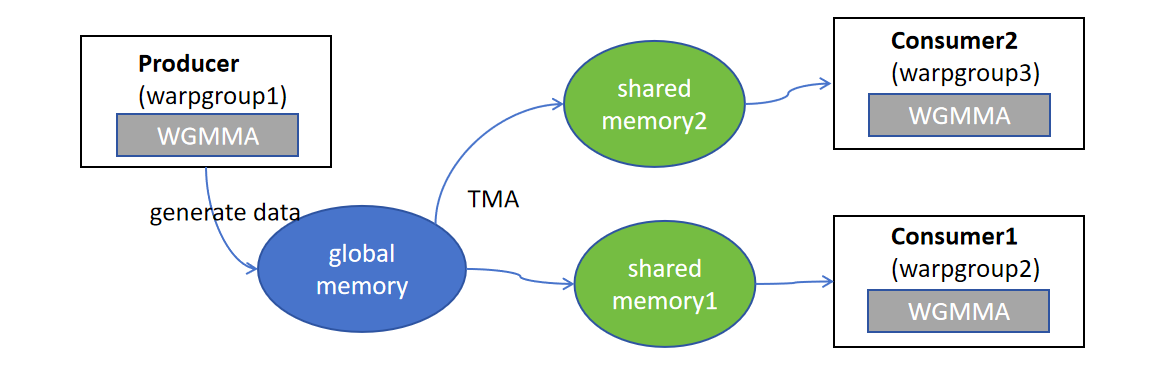 Producer
(warpgroup1)
WGMMA
generate data
global
memory
TMA
shared
memory2
Consumer2
(warpgroup3)
WGMMA
shared
memory1
Consumer1
(warpgroup2)
WGMMA